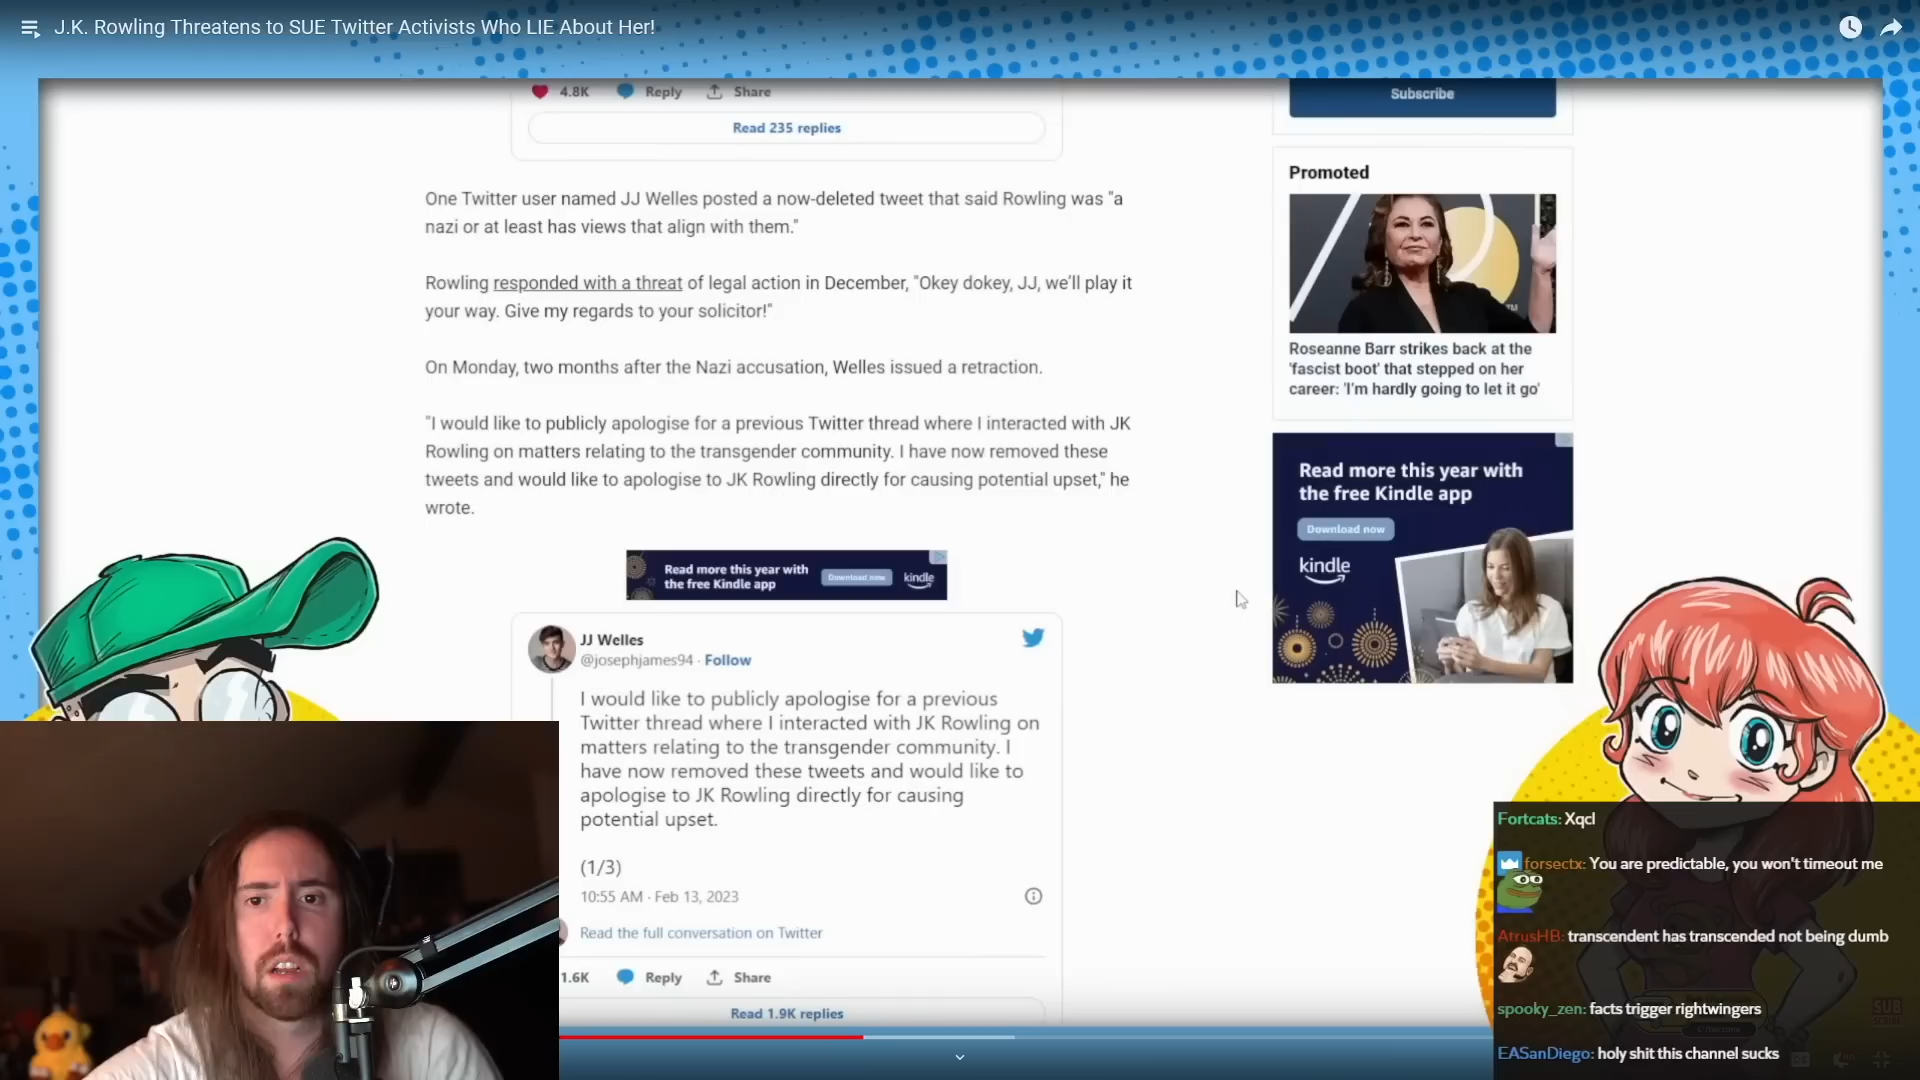 J.K. Rowling Threatens to SUE Twitter Activists Who LIE About Her!
4.8K Reply Share
Read 235 replies
One Twitter user named JJ Welles posted a now-deleted tweet that said Rowling was "a
nazi or at least has views that align with them."
Rowling responded with a threat of legal action in December, "Okey dokey, JJ, we'll play it
your way. Give my regards to your solicitor!"
On Monday, two months after the Nazi accusation, Welles issued a retraction.
"I would like to publicly apologise for a previous Twitter thread where I interacted with JK
Rowling on matters relating to the transgender community. I have now removed these
tweets and would like to apologise to JK Rowling directly for causing potential upset," he
wrote.
Read more this year with
the free Kindle app
Download now
kindle
JJ Welles
@josephjames94 · Follow
I would like to publicly apologise for a previous
Twitter thread where I interacted with JK Rowling on
matters relating to the transgender community. I
have now removed these tweets and would like to
apologise to JK Rowling directly for causing
potential upset.
(1/3)
10:55 AM · Feb 13, 2023
Read the full conversation on Twitter
1.6K Reply Share
Read 1.9K replies
Subscribe
Promoted
Roseanne Barr strikes back at the
'fascist boot' that stepped on her
career: 'I'm hardly going to let it go'
Read more this year with
the free Kindle app
Download now
kindle
Fortcats: Xqcl
forsectx: You are predictable, you won't timeout me
AtrusHB: transcendent has transcended not being dumb
spooky_zen: facts trigger rightwingers
EASanDiego: holy shit this channel sucks
SUB